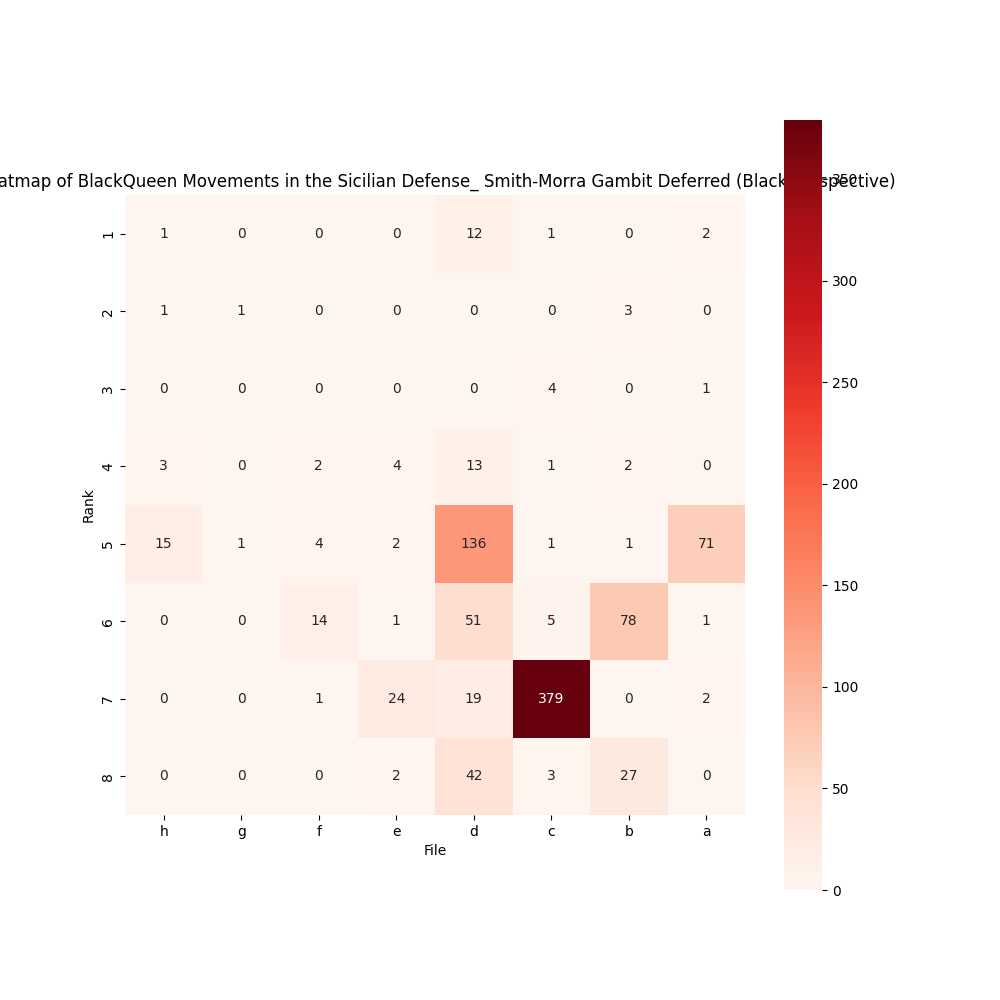 atmap of BlackQueen Movements in the Sicilian Defense_ Smith-Morra Gambit Deferred (Black Perspective)
350
1 1 0 0 0 12 1 0 2
300
2 1 1 0 0 0 0 3 0
250
3 0 0 0 0 0 4 0 1
200
4 3 0 2 4 13 1 2 0
Rank
5 15 1 4 2 136 1 1 71
150
6 0 0 14 1 51 5 78 1
100
7 0 0 1 24 19 379 0 2
50
8 0 0 0 2 42 3 27 0
h g f e d c b a
File
0